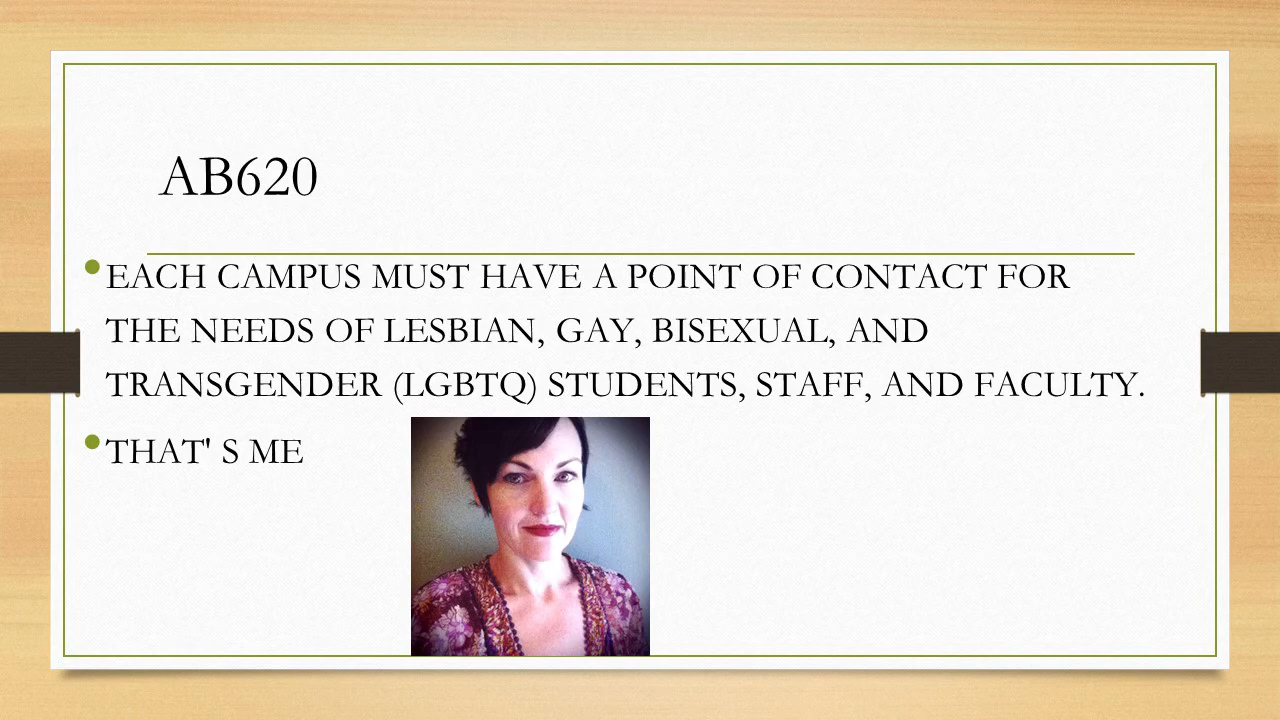 AB620
EACH CAMPUS MUST HAVE A POINT OF CONTACT FOR
THE NEEDS OF LESBIAN, GAY, BISEXUAL, AND
TRANSGENDER (LGBTQ) STUDENTS, STAFF, AND FACULTY.
THAT' S ME